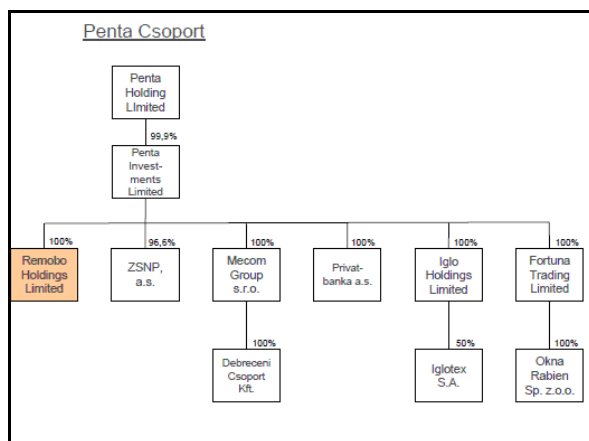 Penta Csoport
Penta
Holding
LImited
99,9%
Penta
Invest-
ments
Limited
100%
96,6%
100%
100%
100%
100%
Remobo
Holdings
Limited
ZSNP,
a.s.
Mecom
Group
s.r.o.
Privat-
banka a.s.
Iglo
Holdings
Limited
Fortuna
Trading
Limited
100%
50%
100%
Debreceni
Csoport
Kft.
Iglotex
S.A.
Okna
Rabien
Sp. z.o.o.